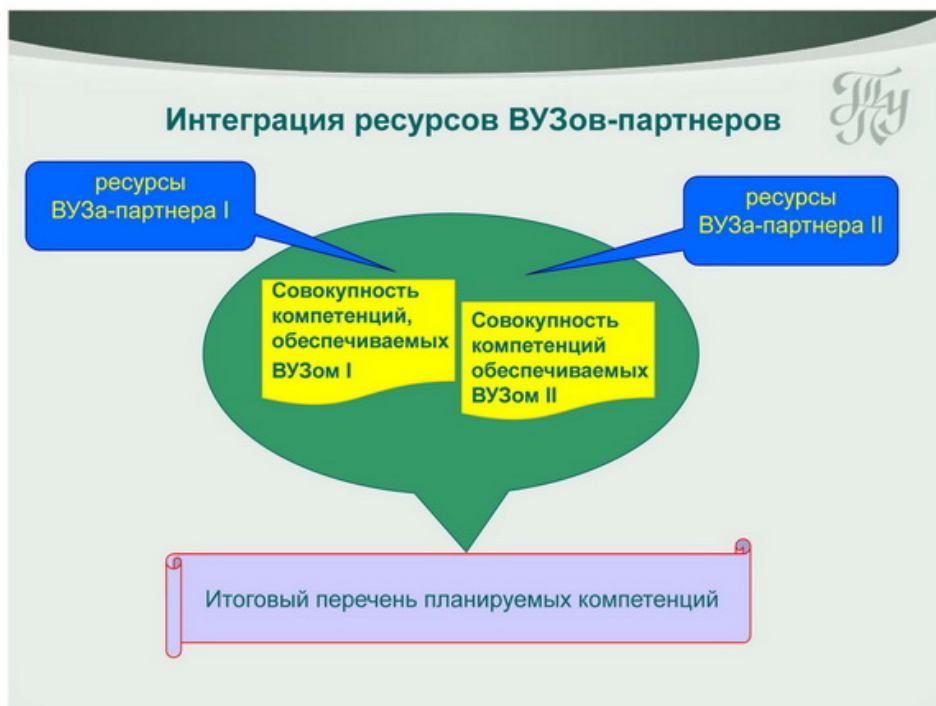 Интеграция ресурсов ВУЗов-партнеров
ТПУ
ресурсы
ВУЗа-партнера I
ресурсы
ВУЗа-партнера II
Совокупность
компетенций,
обеспечиваемых
ВУЗом I
Совокупность
компетенций
обеспечиваемых
ВУЗом II
Итоговый перечень планируемых компетенций